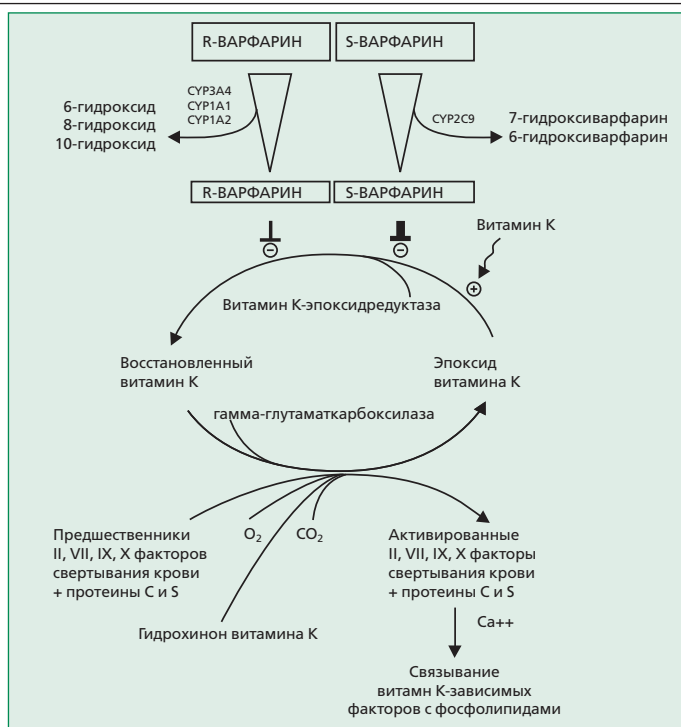 R-ВАРФАРИН
S-ВАРФАРИН
CYP3A4
CYP1A1
CYP1A2
6-гидроксид
8-гидроксид
10-гидроксид
CYP2C9
7-гидроксиварфарин
6-гидроксиварфарин
R-ВАРФАРИН
S-ВАРФАРИН
Витамин К
Витамин К-эпоксидредуктаза
Восстановленный
витамин К
Эпоксид
витамина К
гамма-глутаматкарбоксилаза
Предшественники
II, VII, IX, X факторов
свертывания крови
+ протеины С и S
O₂
CO₂
Активированные
II, VII, IX, X факторы
свертывания крови
+ протеины С и S
Гидрохинон витамина К
Ca++
Связывание
витамн К-зависимых
факторов с фосфолипидами